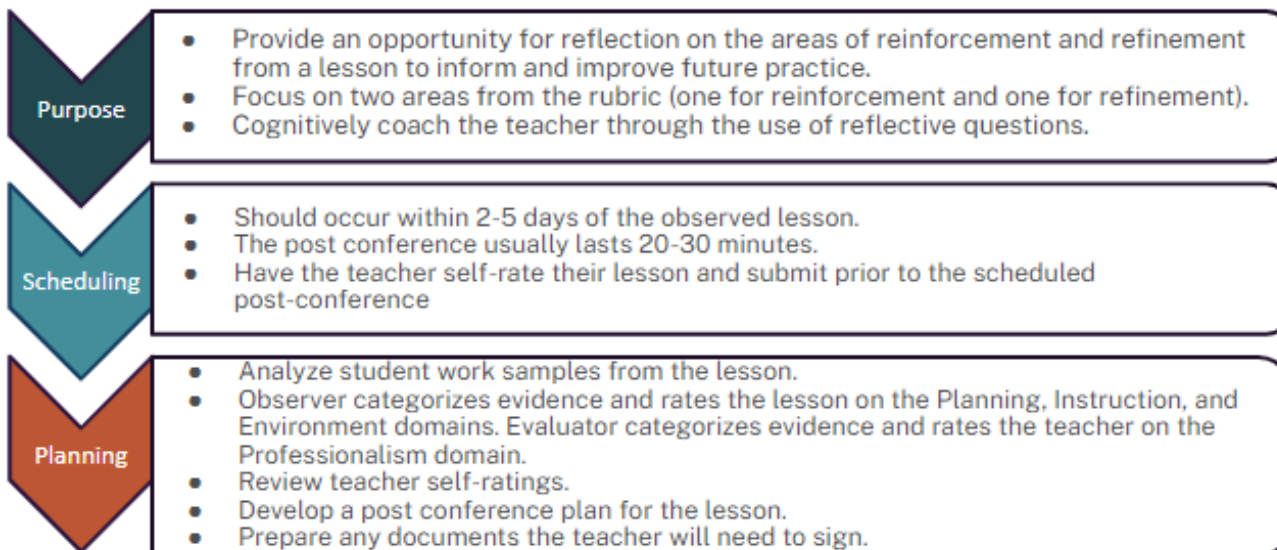 Purpose
● Provide an opportunity for reflection on the areas of reinforcement and refinement
from a lesson to inform and improve future practice.
● Focus on two areas from the rubric (one for reinforcement and one for refinement).
● Cognitively coach the teacher through the use of reflective questions.
Scheduling
● Should occur within 2-5 days of the observed lesson.
● The post conference usually lasts 20-30 minutes.
● Have the teacher self-rate their lesson and submit prior to the scheduled
post-conference
Planning
● Analyze student work samples from the lesson.
● Observer categorizes evidence and rates the lesson on the Planning, Instruction, and
Environment domains. Evaluator categorizes evidence and rates the teacher on the
Professionalism domain.
● Review teacher self-ratings.
● Develop a post conference plan for the lesson.
● Prepare any documents the teacher will need to sign.